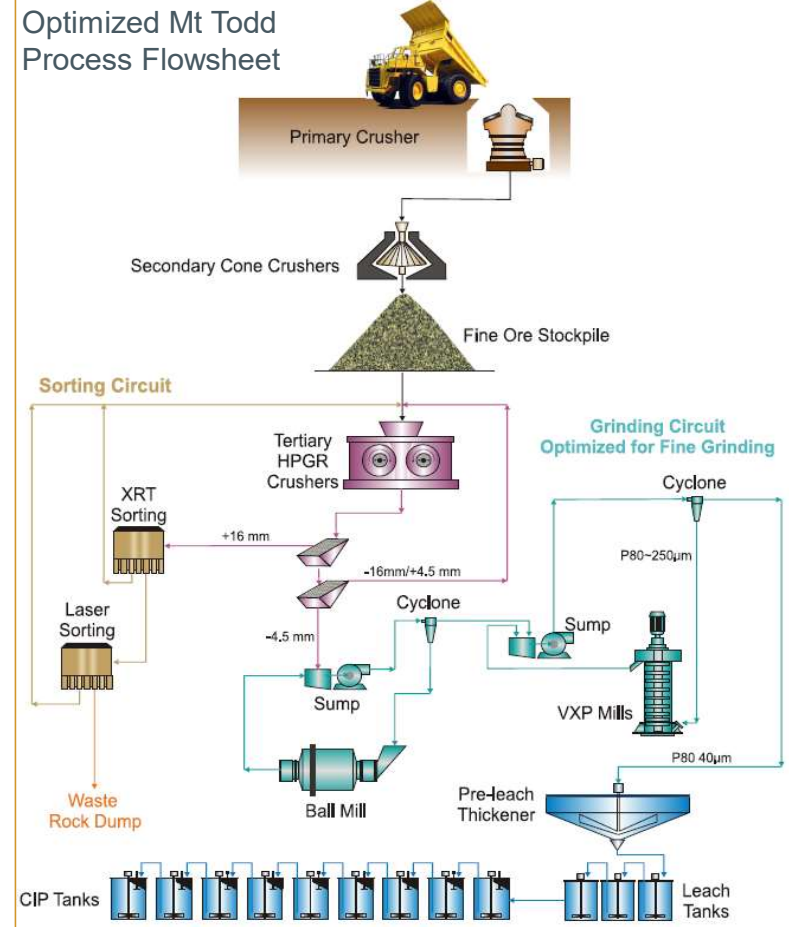 Optimized Mt Todd
Process Flowsheet
Primary Crusher
Secondary Cone Crushers
Fine Ore Stockpile
Sorting Circuit
Grinding Circuit
Optimized for Fine Grinding
Tertiary
HPGR
Crushers
Cyclone
XRT
Sorting
+16 mm
P80~250µm
-16mm/+4.5 mm
Laser
Sorting
Cyclone
-4.5 mm
Sump
Sump
VXP Mills
P80 40µm
Waste
Rock Dump
Ball Mill
Pre-leach
Thickener
CIP Tanks
Leach
Tanks